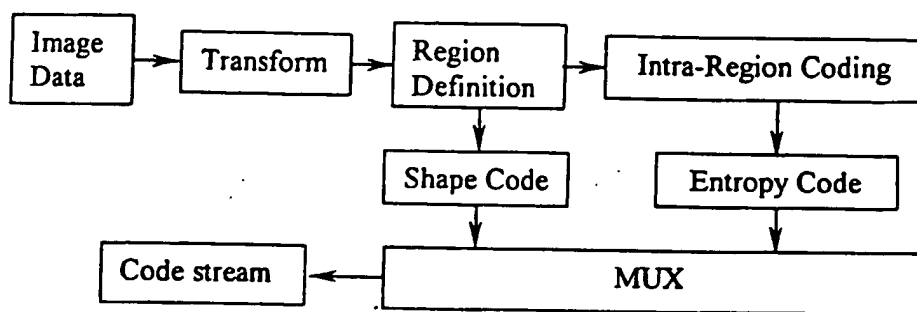 Image
Data
Transform
Region
Definition
Intra-Region Coding
Shape Code
Entropy Code
Code stream
MUX